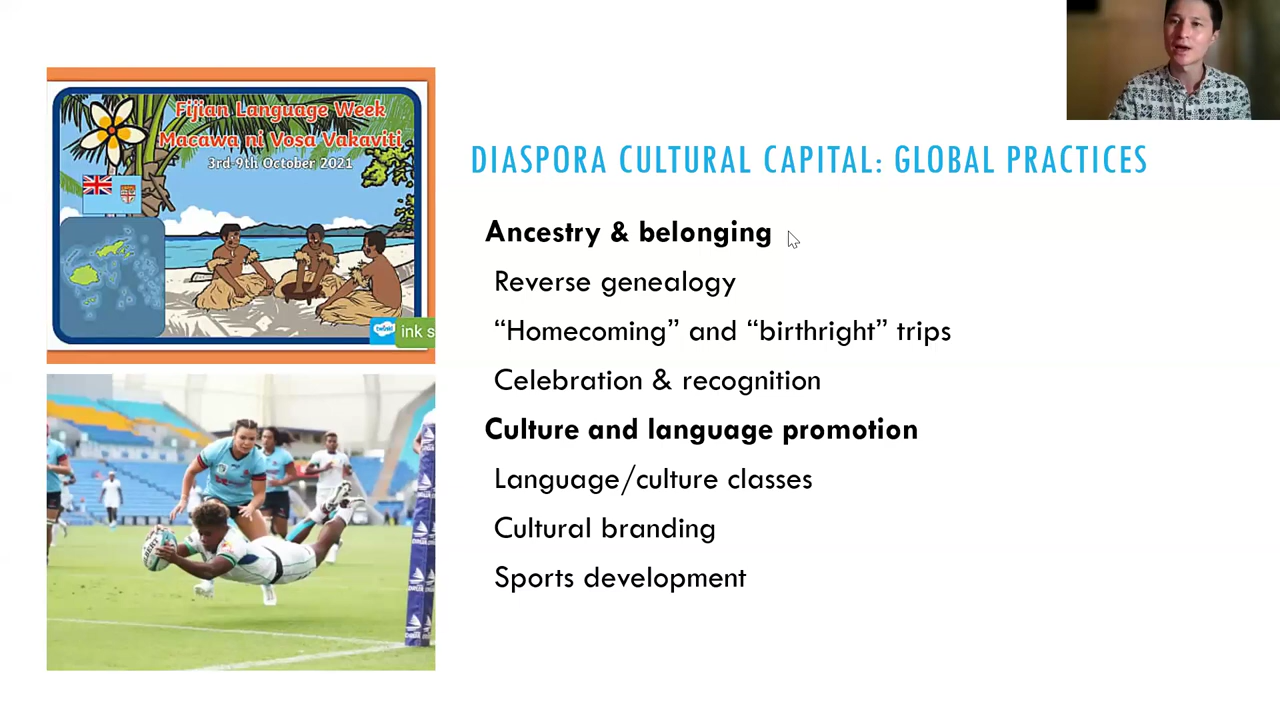 Fijian Language Week
Macawa ni Vosa Vakaviti
3rd-9th October 2021
twinkl
ink s
DIASPORA CULTURAL CAPITAL: GLOBAL PRACTICES
Ancestry & belonging
Reverse genealogy
“Homecoming” and “birthright” trips
Celebration & recognition
Culture and language promotion
Language/culture classes
Cultural branding
Sports development